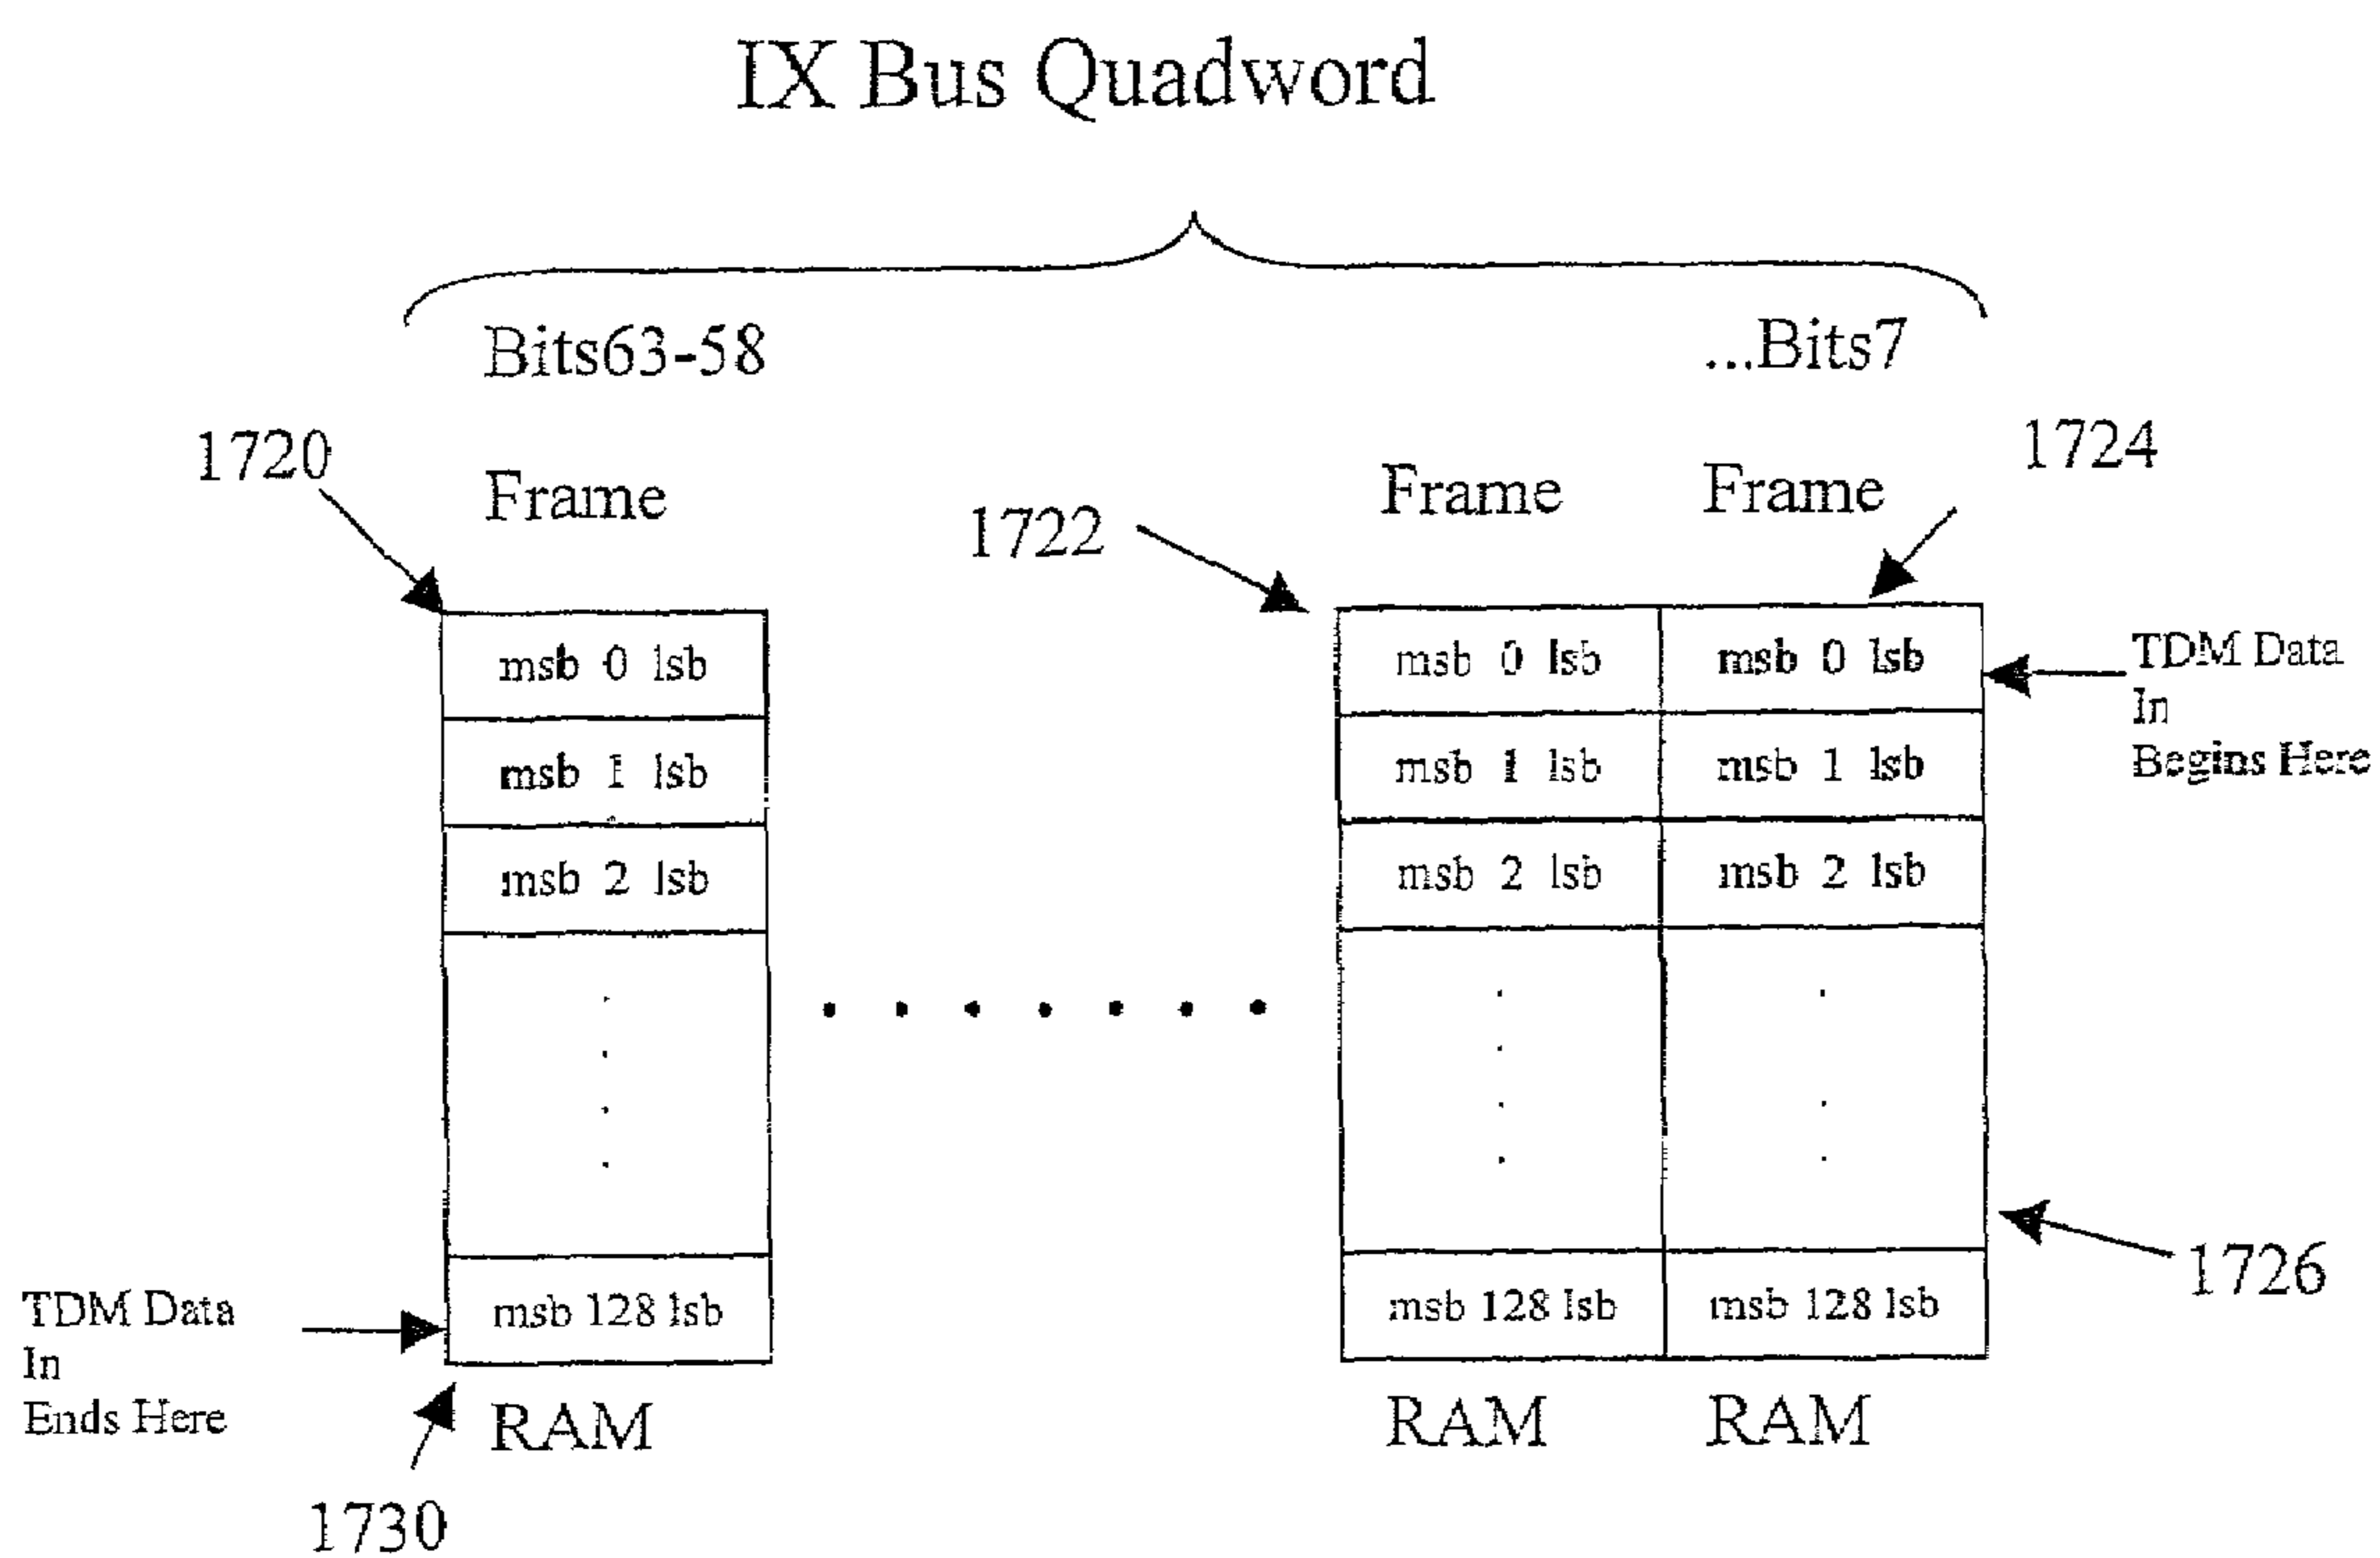 IX Bus Quadword
Bits63-58
...Bits7
1720
Frame
1722
Frame
Frame
1724
msb 0 lsb
msb 0 lsb
msb 0 lsb
TDM Data
In
Begins Here
msb 1 lsb
msb 1 lsb
msb 1 lsb
msb 2 lsb
msb 2 lsb
msb 2 lsb
1726
TDM Data
In
Ends Here
msb 128 lsb
msb 128 lsb
msb 128 lsb
RAM
RAM
RAM
1730